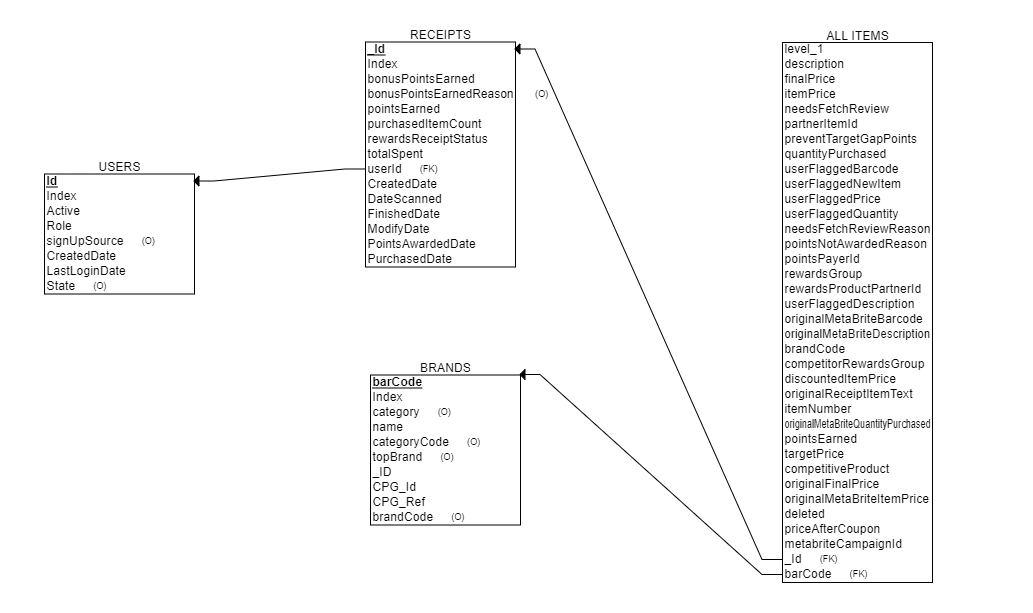 RECEIPTS
_Id
Index
bonusPointsEarned
bonusPointsEarnedReason (O)
pointsEarned
purchasedItemCount
rewardsReceiptStatus
totalSpent
userId (FK)
CreatedDate
DateScanned
FinishedDate
ModifyDate
PointsAwardedDate
PurchasedDate
USERS
Id
Index
Active
Role
signUpSource (O)
CreatedDate
LastLoginDate
State (O)
BRANDS
barCode
Index
category (O)
name
categoryCode (O)
topBrand (O)
_ID
CPG_Id
CPG_Ref
brandCode (O)
ALL ITEMS
level_1
description
finalPrice
itemPrice
needsFetchReview
partnerItemId
preventTargetGapPoints
quantityPurchased
userFlaggedBarcode
userFlaggedNewItem
userFlaggedPrice
userFlaggedQuantity
needsFetchReviewReason
pointsNotAwardedReason
pointsPayerId
rewardsGroup
rewardsProductPartnerId
userFlaggedDescription
originalMetaBriteBarcode
originalMetaBriteDescription
brandCode
competitorRewardsGroup
discountedItemPrice
originalReceiptItemText
itemNumber
originalMetaBriteQuantityPurchased
pointsEarned
targetPrice
competitiveProduct
originalFinalPrice
originalMetaBriteItemPrice
deleted
priceAfterCoupon
metabriteCampaignId
_Id (FK)
barCode (FK)